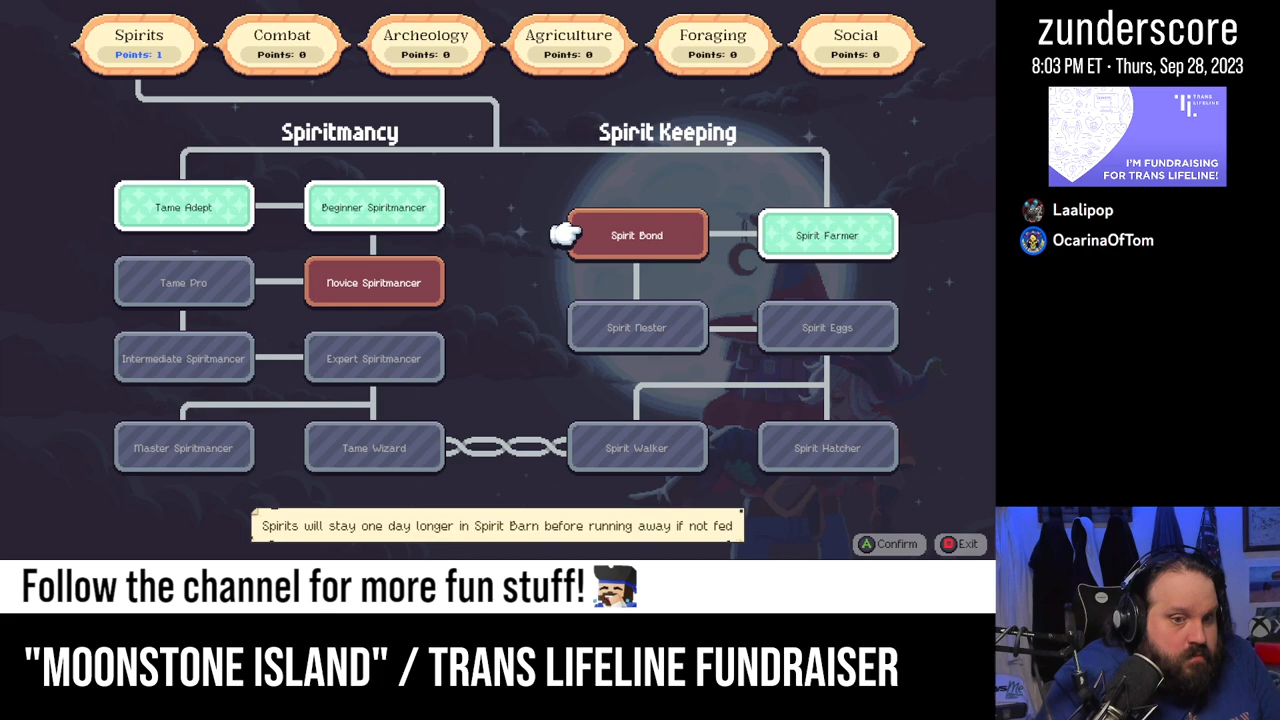 Spirits
Points: 1
Combat
Points: 0
Archeology
Points: 0
Agriculture
Points: 0
Foraging
Points: 0
Social
Points: 0
Spiritmancy
Spirit Keeping
Tame Adept
Beginner Spiritmancer
Spirit Bond
Spirit Farmer
Tame Pro
Novice Spiritmancer
Spirit Nester
Spirit Eggs
Intermediate Spiritmancer
Expert Spiritmancer
Master Spiritmancer
Tame Wizard
Spirit Walker
Spirit Hatcher
Spirits will stay one day longer in Spirit Barn before running away if not fed
A Confirm
Exit
zunderscore
8:03 PM ET · Thurs, Sep 28, 2023
TRANS
LIFELINE
I'M FUNDRAISING
FOR TRANS LIFELINE!
Laalipop
OcarinaOfTom
Follow the channel for more fun stuff!
"MOONSTONE ISLAND" / TRANS LIFELINE FUNDRAISER